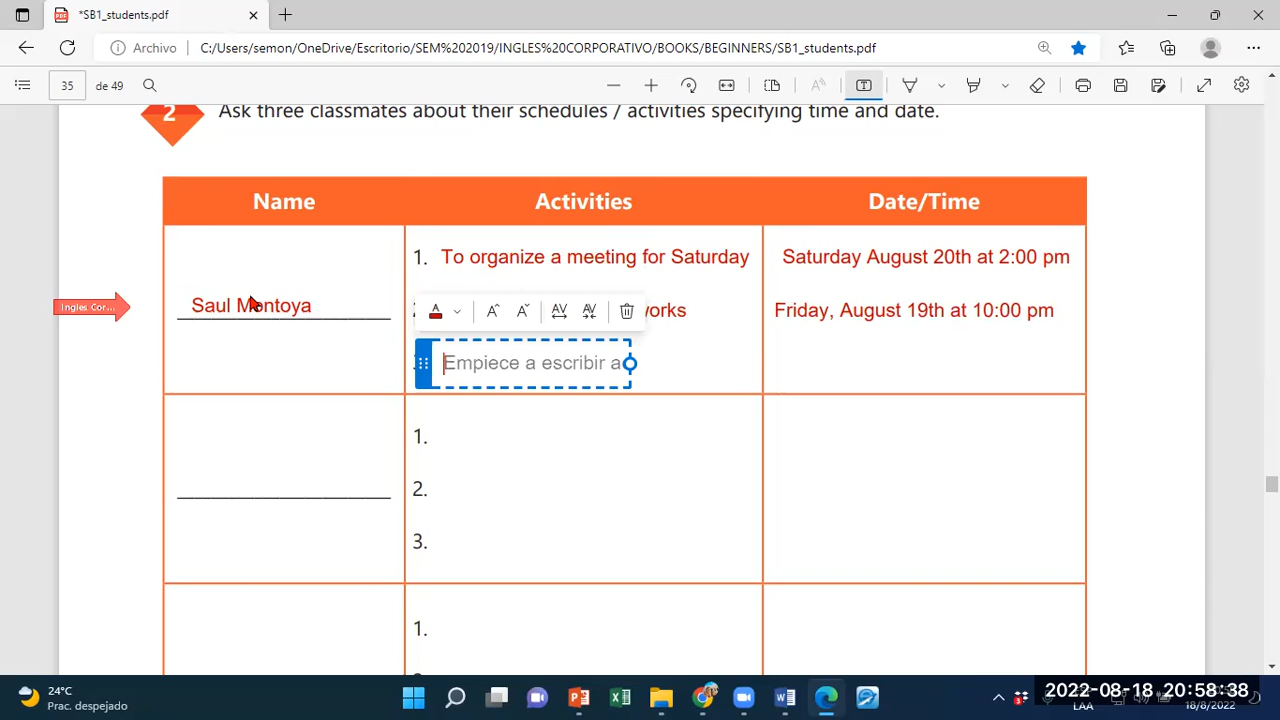 *SB1_students.pdf
Archivo
C:/Users/semon/OneDrive/Escritorio/SEM%202019/INGLES%20CORPORATIVO/BOOKS/BEGINNERS/SB1_students.pdf
35 de 49
2 Ask three classmates about their schedules / activities specifying time and date.
Name Activities Date/Time
1. To organize a meeting for Saturday Saturday August 20th at 2:00 pm
Ingles Cor...
Saul Montoya
works Friday, August 19th at 10:00 pm
Empiece a escribir a
1.
2.
3.
1.
24°C
Prac. despejado
2022-08-18 20:58:38
LAA
18/8/2022